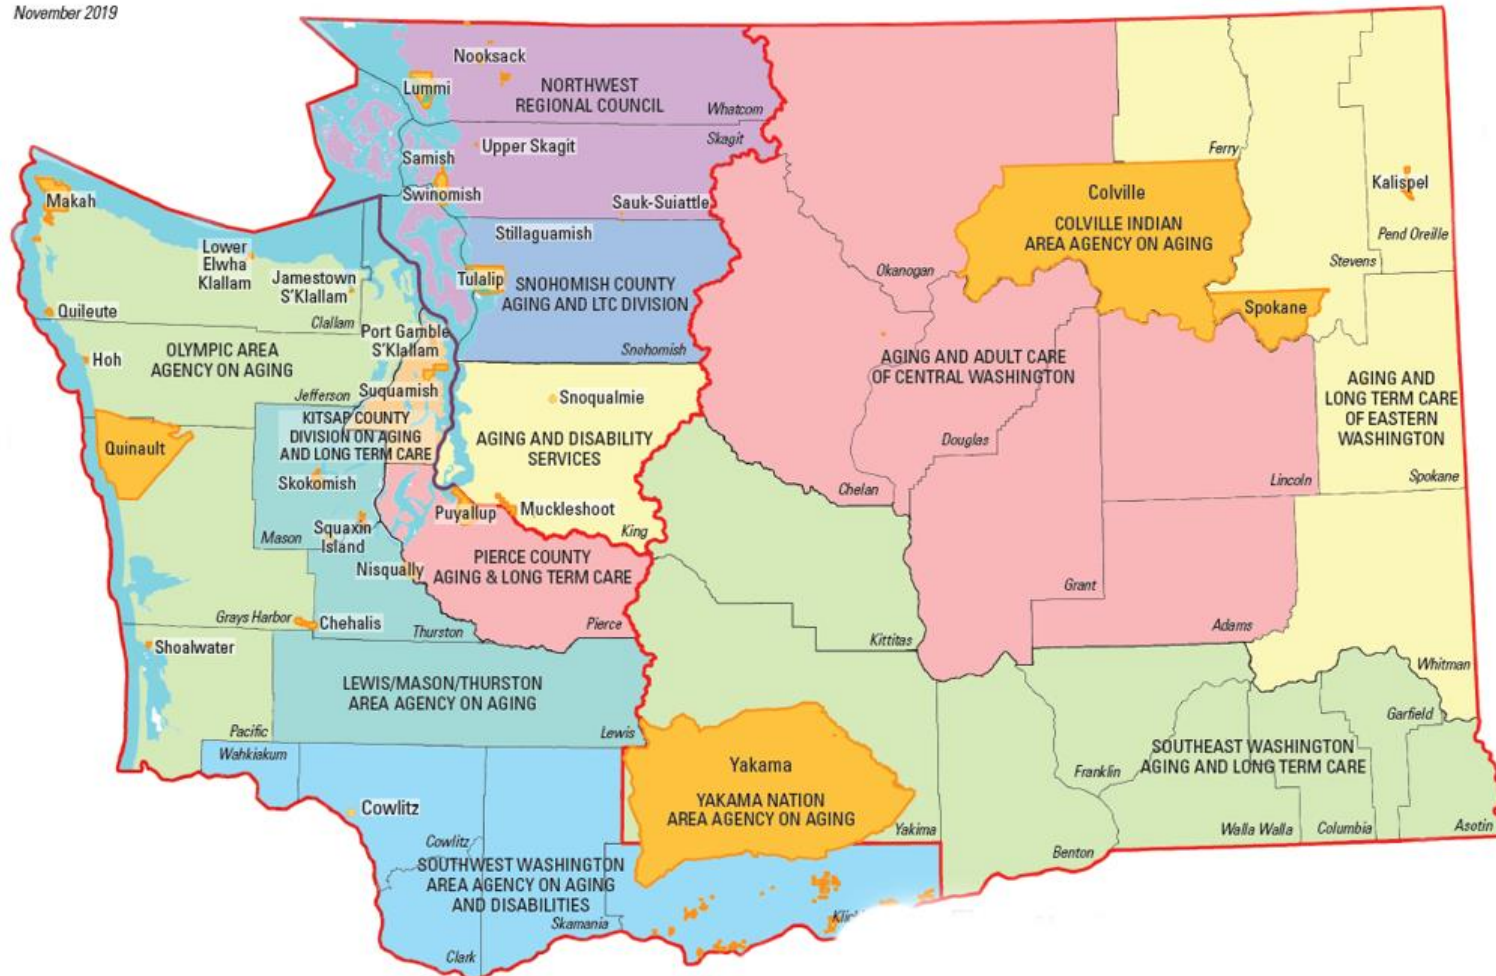 November 2019
Nooksack
Lummi
NORTHWEST
REGIONAL COUNCIL
Whatcom
Skagit
Samish
Upper Skagit
Swinomish
Sauk-Suiattle
Makah
Lower
Elwha
Klallam
Jamestown
S'Klallam
Quileute
Clallam
Stillaguamish
Tulalip
SNOHOMISH COUNTY
AGING AND LTC DIVISION
Snohomish
Port Gamble
S'Klallam
Hoh
OLYMPIC AREA
AGENCY ON AGING
Jefferson
Suquamish
KITSAP COUNTY
DIVISION ON AGING
AND LONG TERM CARE
Snoqualmie
AGING AND DISABILITY
SERVICES
King
Quinault
Skokomish
Mason
Squaxin
Island
Puyallup
Muckleshoot
Nisqually
PIERCE COUNTY
AGING & LONG TERM CARE
Pierce
Grays Harbor
Chehalis
Thurston
Shoalwater
Pacific
LEWIS/MASON/THURSTON
AREA AGENCY ON AGING
Lewis
Wahkiakum
Cowlitz
Cowlitz
SOUTHWEST WASHINGTON
AREA AGENCY ON AGING
AND DISABILITIES
Skamania
Clark
Ferry
Kalispel
Pend Oreille
Stevens
Colville
COLVILLE INDIAN
AREA AGENCY ON AGING
Okanogan
Spokane
AGING AND ADULT CARE
OF CENTRAL WASHINGTON
Douglas
Chelan
Lincoln
AGING AND
LONG TERM CARE
OF EASTERN
WASHINGTON
Spokane
Grant
Adams
Kittitas
Whitman
Garfield
SOUTHEAST WASHINGTON
AGING AND LONG TERM CARE
Franklin
Yakama
YAKAMA NATION
AREA AGENCY ON AGING
Yakima
Benton
Walla Walla
Columbia
Asotin